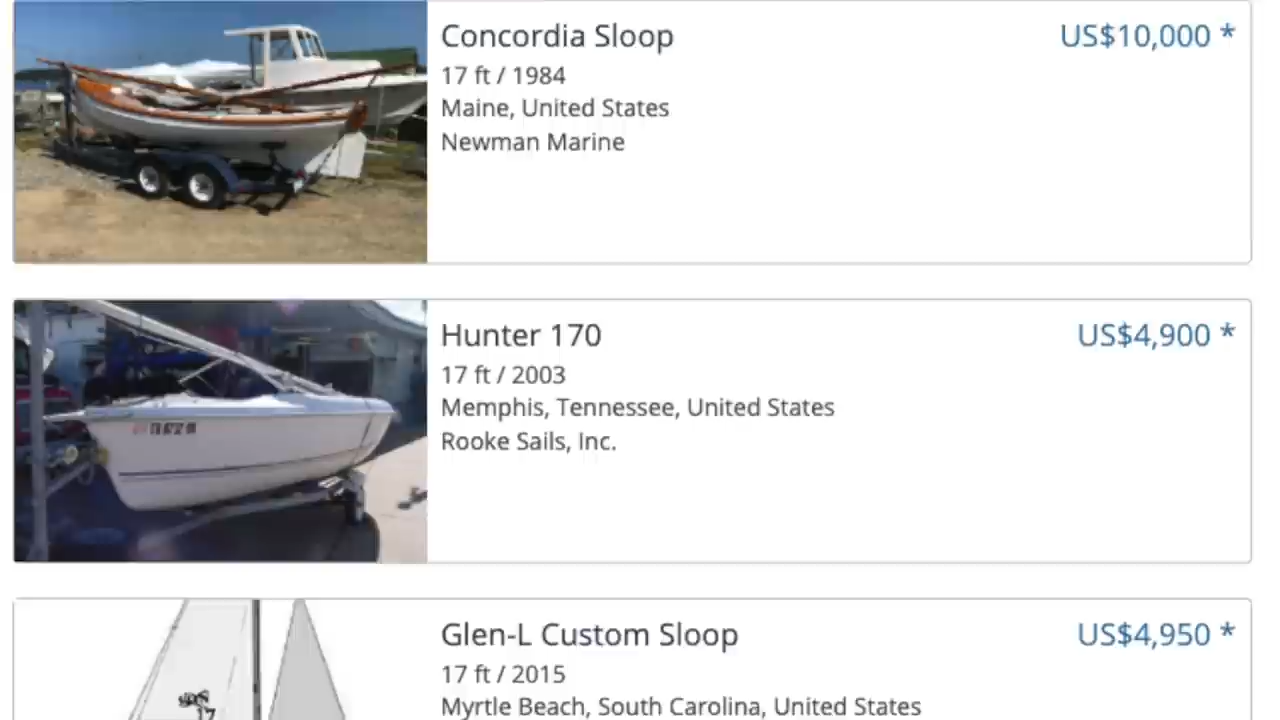 Concordia Sloop
US$10,000 *
17 ft / 1984
Maine, United States
Newman Marine
Hunter 170
US$4,900 *
17 ft / 2003
Memphis, Tennessee, United States
Rooke Sails, Inc.
Glen-L Custom Sloop
US$4,950 *
17 ft / 2015
Myrtle Beach, South Carolina, United States
17